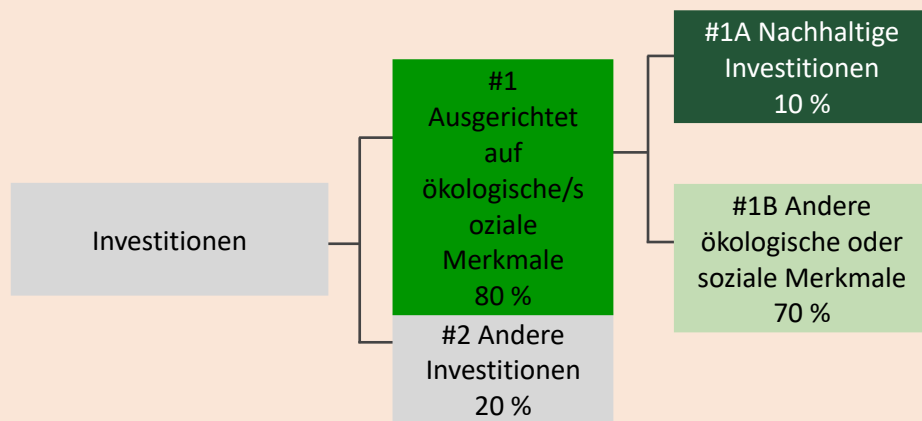 Investitionen
#1
Ausgerichtet
auf
ökologische/s
oziale
Merkmale
80 %
#2 Andere
Investitionen
20 %
#1A Nachhaltige
Investitionen
10 %
#1B Andere
ökologische oder
soziale Merkmale
70 %